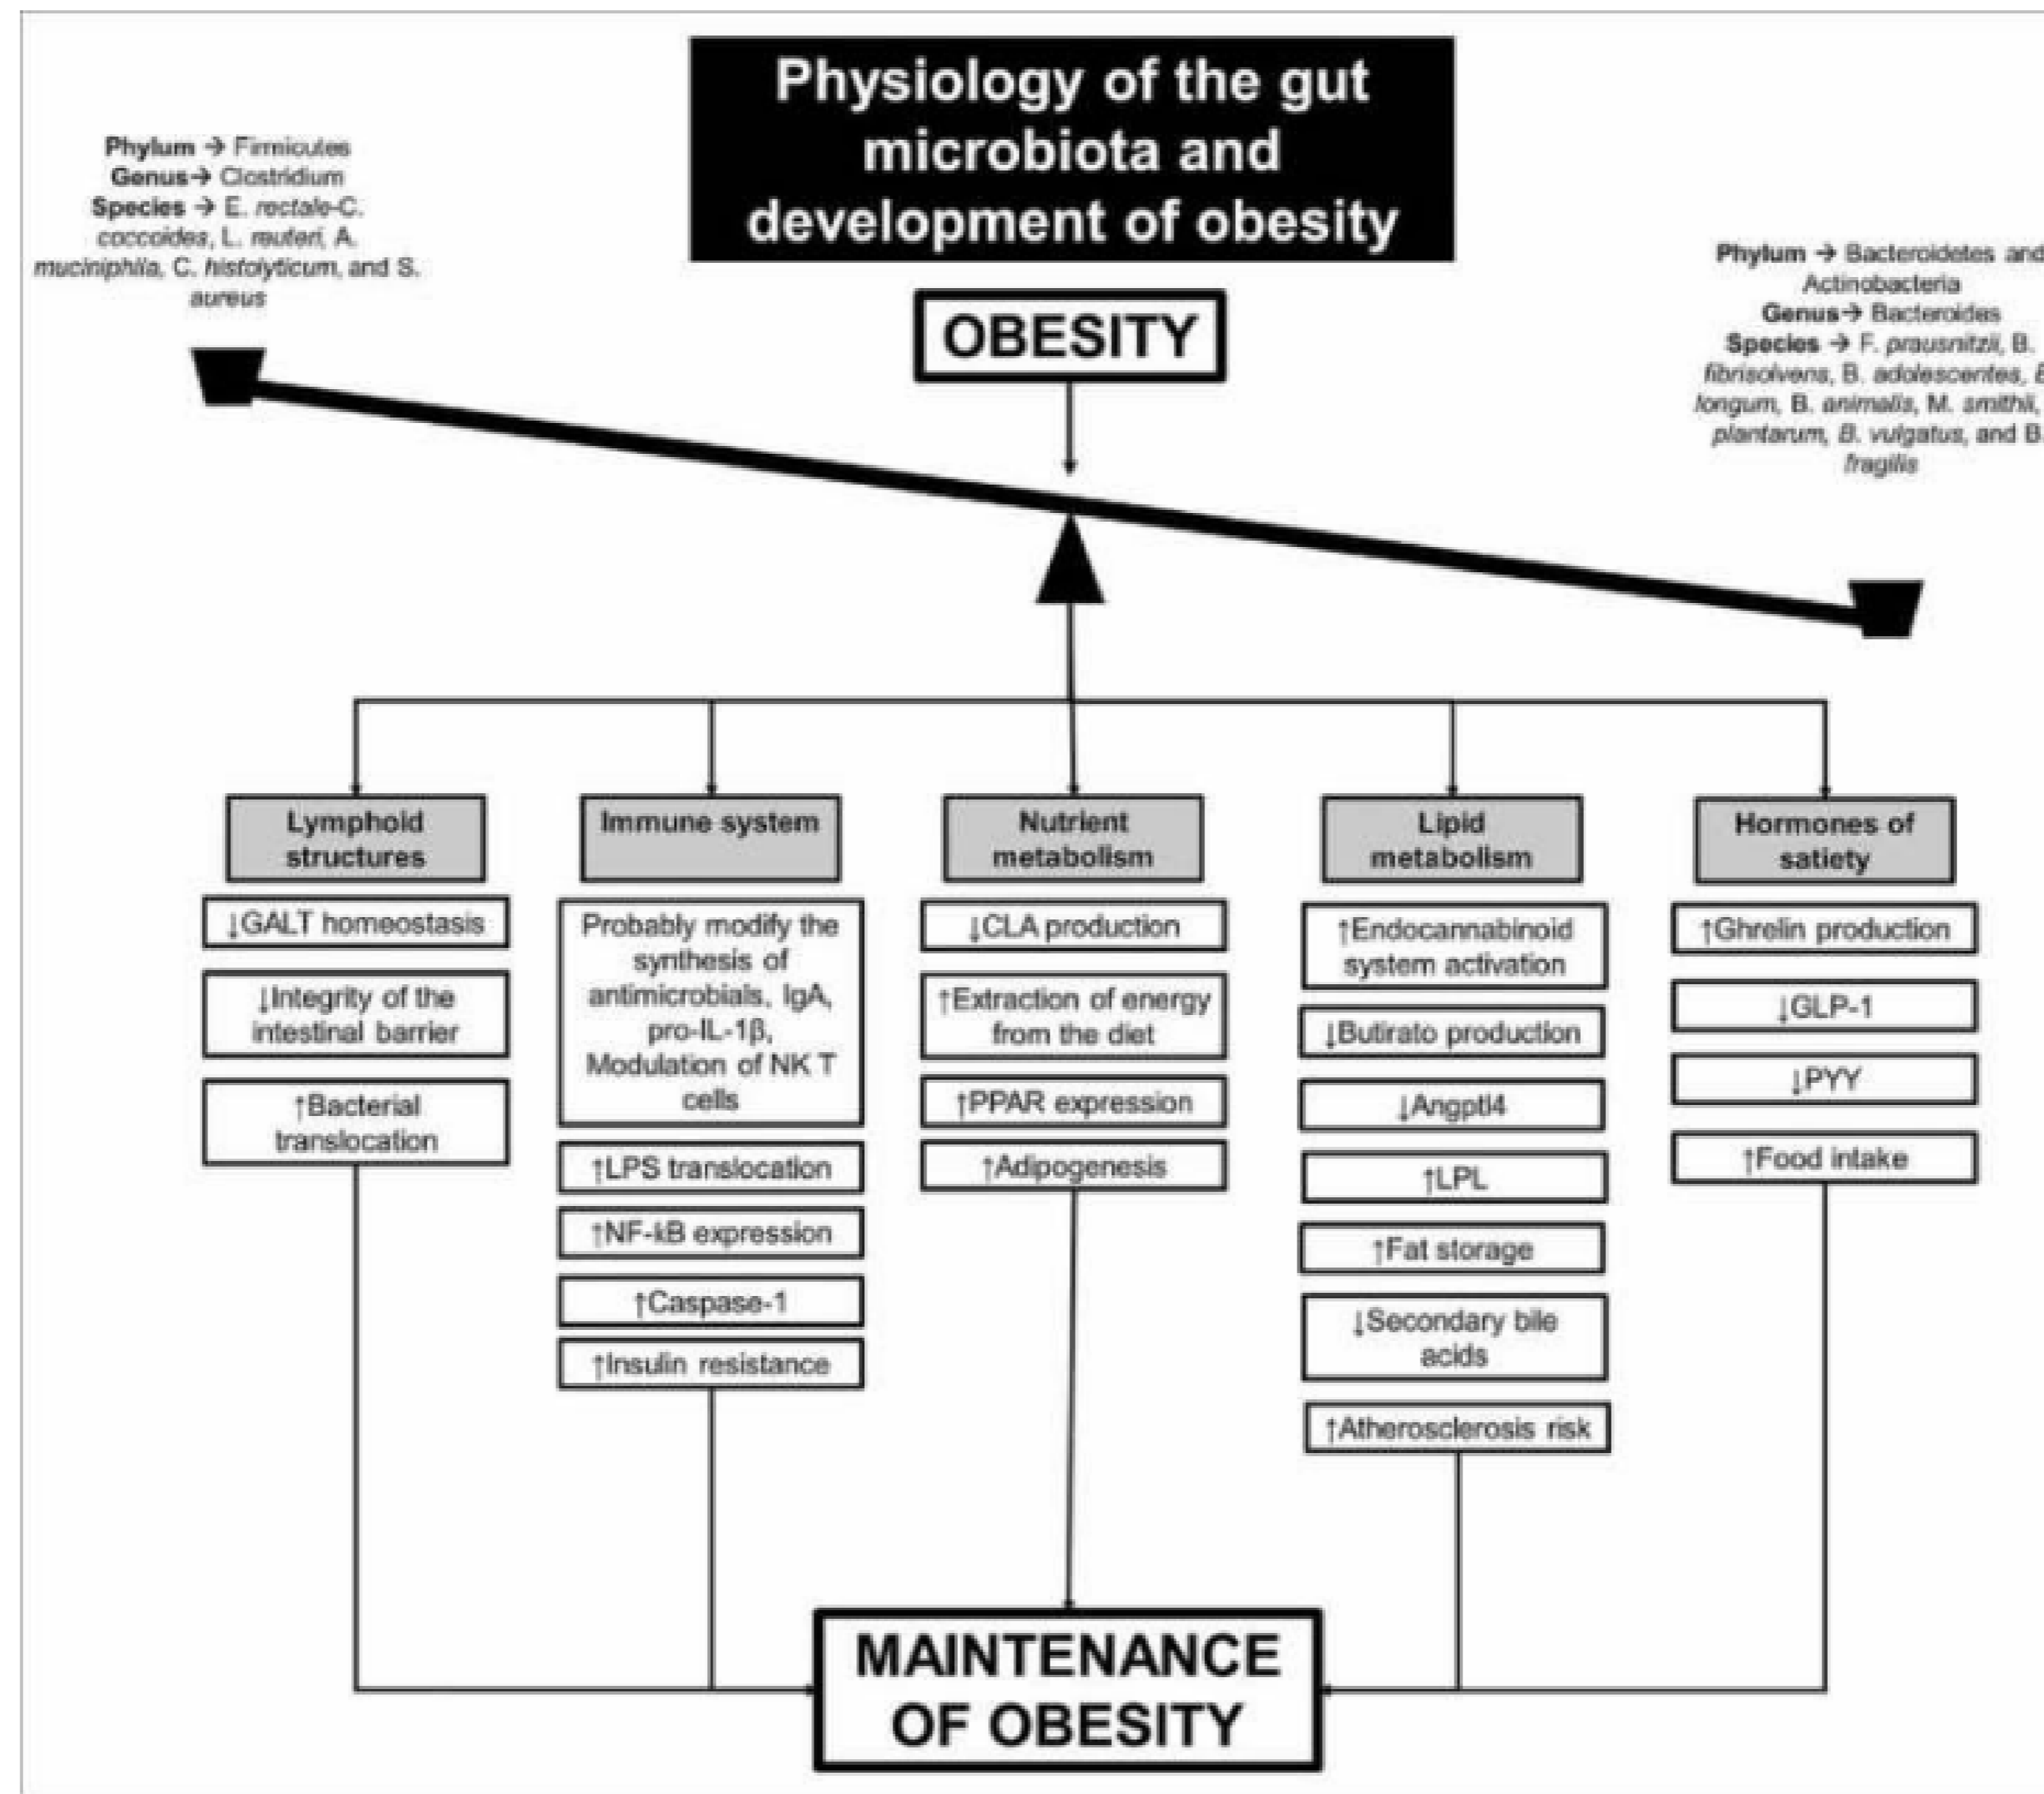 Physiology of the gut
microbiota and
development of obesity
Phylum → Firmicutes
Genus→ Clostridium
Species → E. rectale-C.
coccoides, L. reuteri, A.
muciniphila, C. histolyticum, and S.
aureus
OBESITY
Phylum → Bacteroidetes and
Actinobacteria
Genus→ Bacteroides
Species → F. prausnitzii, B.
fibrisolvens, B. adolescentes,
longum, B. animalis, M. smithii,
plantarum, B. vulgatus, and B.
fragilis
Lymphoid
structures
↓GALT homeostasis
↓Integrity of the
intestinal barrier
↑Bacterial
translocation
Immune system
Probably modify the
synthesis of
antimicrobials, IgA,
pro-IL-1β,
Modulation of NK T
cells
↑LPS translocation
↑NF-kB expression
↑Caspase-1
↑Insulin resistance
Nutrient
metabolism
↓CLA production
↑Extraction of energy
from the diet
↑PPAR expression
↑Adipogenesis
Lipid
metabolism
↑Endocannabinoid
system activation
↓Butirato production
↓Angptl4
↑LPL
↑Fat storage
↓Secondary bile
acids
↑Atherosclerosis risk
Hormones of
satiety
↑Ghrelin production
↓GLP-1
↓PYY
↑Food intake
MAINTENANCE
OF OBESITY